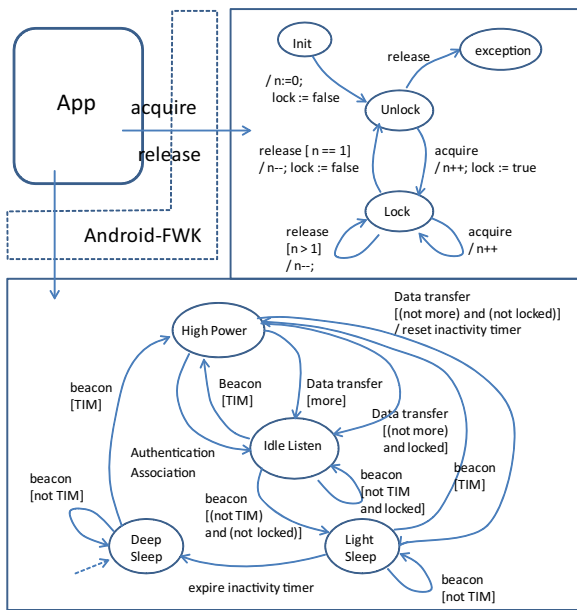 App
acquire
release
Android-FWK
Init
/ n:=0;
lock := false
release
exception
Unlock
release [ n == 1]
/ n--; lock := false
acquire
/ n++; lock := true
Lock
release
[n > 1]
/ n--;
acquire
/ n++
Data transfer
[(not more) and (not locked)]
/ reset inactivity timer
High Power
beacon
[TIM]
Beacon
[TIM]
Data transfer
[more]
Data transfer
[(not more)
and locked]
Idle Listen
Authentication
Association
beacon
[TIM]
beacon
[not TIM]
beacon
[(not TIM)
and (not locked)]
beacon
[not TIM
and locked]
Deep
Sleep
Light
Sleep
expire inactivity timer
beacon
[not TIM]